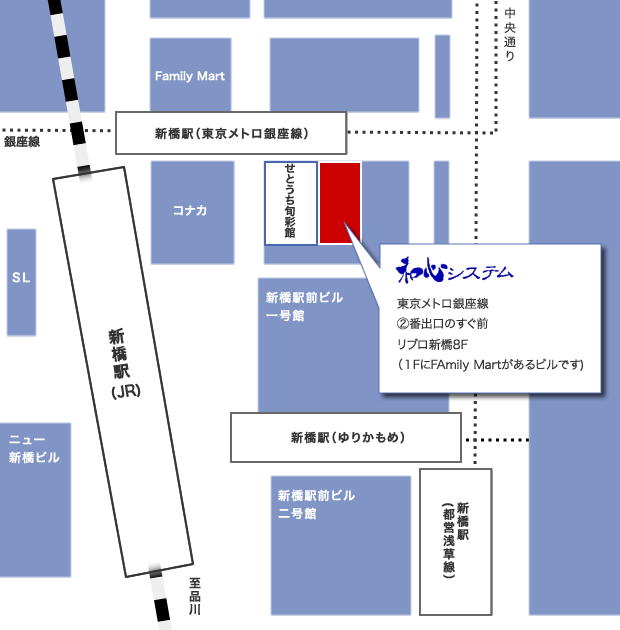 中央通り
Family Mart
新橋駅（東京メトロ銀座線）
銀座線
せとうち旬彩館
コナカ
和心システム
東京メトロ銀座線
②番出口のすぐ前
リブロ新橋8F
（１FにFAmily Martがあるビルです）
SL
新橋駅前ビル
一号館
新橋駅
(JR)
新橋駅（ゆりかもめ）
ニュー
新橋ビル
新橋駅前ビル
二号館
新橋駅
（都営浅草線）
至品川